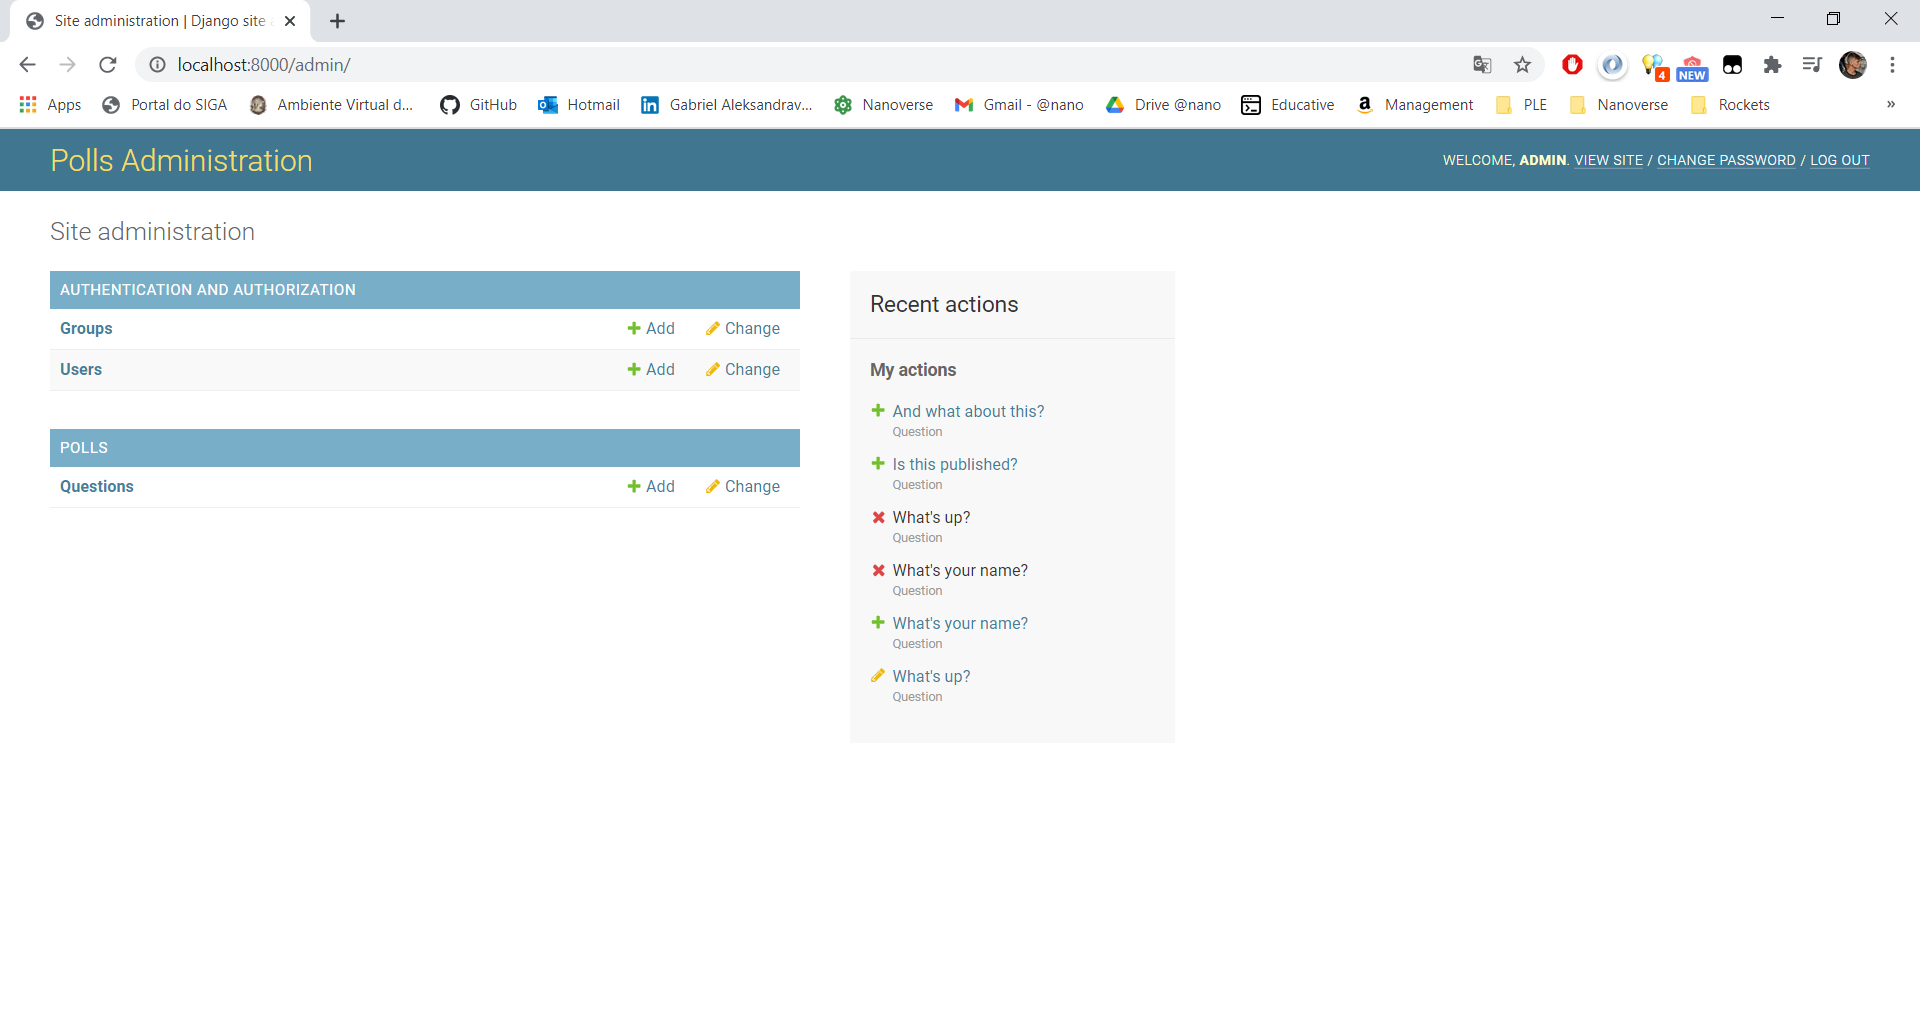 Site administration | Django site
localhost:8000/admin/
4
NEW
Apps Portal do SIGA Ambiente Virtual d... GitHub Hotmail Gabriel Aleksandrav... Nanoverse Gmail - @nano Drive @nano Educative Management PLE Nanoverse Rockets »
Polls Administration
WELCOME, ADMIN. VIEW SITE / CHANGE PASSWORD / LOG OUT
Site administration
AUTHENTICATION AND AUTHORIZATION
Groups Add Change
Users Add Change
POLLS
Questions Add Change
Recent actions
My actions
And what about this?
Question
Is this published?
Question
What's up?
Question
What's your name?
Question
What's your name?
Question
What's up?
Question